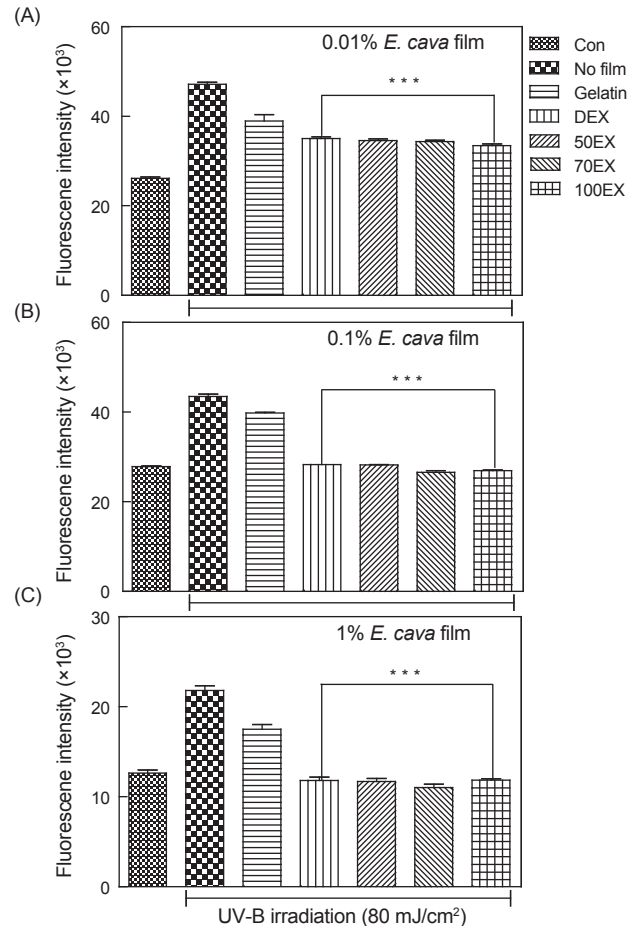 (A)
0.01% E. cava film
* * *
Fluorescene intensity (×10³)
60
40
20
0
Con
No film
Gelatin
DEX
50EX
70EX
100EX
(B)
0.1% E. cava film
* * *
Fluorescene intensity (×10³)
60
40
20
0
(C)
1% E. cava film
* * *
Fluorescene intensity (×10³)
30
20
10
0
UV-B irradiation (80 mJ/cm²)